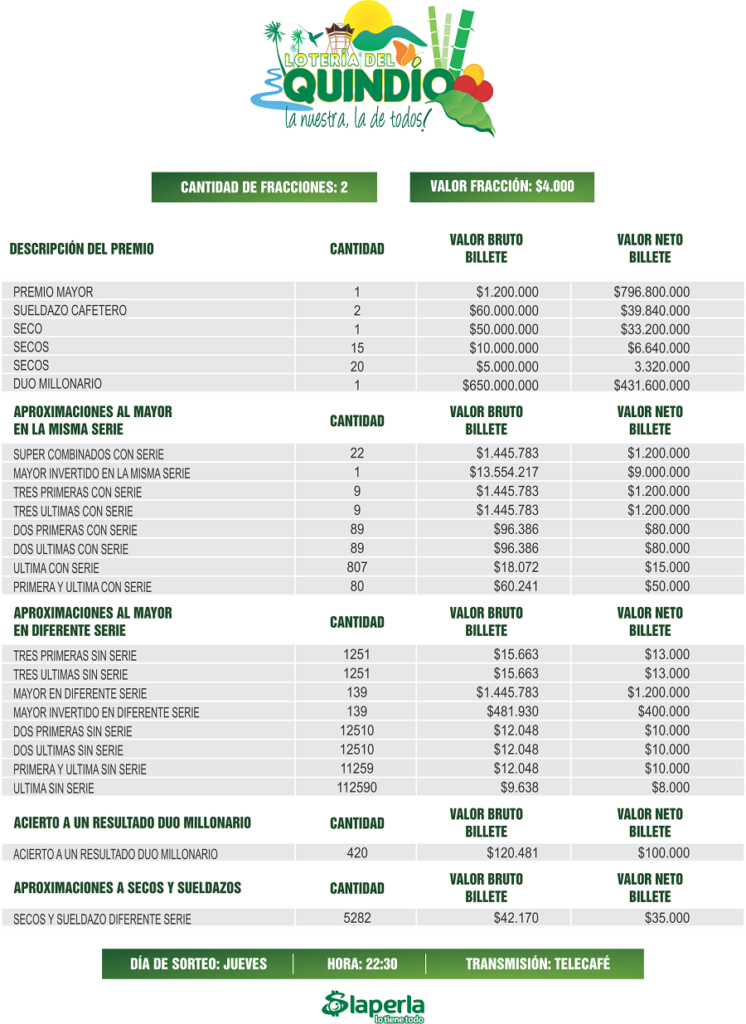 LOTERÍA DEL
QUINDÍO
la nuestra, la de todos!
CANTIDAD DE FRACCIONES: 2 VALOR FRACCIÓN: $4.000
DESCRIPCIÓN DEL PREMIO CANTIDAD VALOR BRUTO BILLETE VALOR NETO BILLETE
PREMIO MAYOR 1 $1.200.000 $796.800.000
SUELDAZO CAFETERO 2 $60.000.000 $39.840.000
SECO 1 $50.000.000 $33.200.000
SECOS 15 $10.000.000 $6.640.000
SECOS 20 $5.000.000 3.320.000
DUO MILLONARIO 1 $650.000.000 $431.600.000
APROXIMACIONES AL MAYOR EN LA MISMA SERIE CANTIDAD VALOR BRUTO BILLETE VALOR NETO BILLETE
SUPER COMBINADOS CON SERIE 22 $1.445.783 $1.200.000
MAYOR INVERTIDO EN LA MISMA SERIE 1 $13.554.217 $9.000.000
TRES PRIMERAS CON SERIE 9 $1.445.783 $1.200.000
TRES ULTIMAS CON SERIE 9 $1.445.783 $1.200.000
DOS PRIMERAS CON SERIE 89 $96.386 $80.000
DOS ULTIMAS CON SERIE 89 $96.386 $80.000
ULTIMA CON SERIE 807 $18.072 $15.000
PRIMERA Y ULTIMA CON SERIE 80 $60.241 $50.000
APROXIMACIONES AL MAYOR EN DIFERENTE SERIE CANTIDAD VALOR BRUTO BILLETE VALOR NETO BILLETE
TRES PRIMERAS SIN SERIE 1251 $15.663 $13.000
TRES ULTIMAS SIN SERIE 1251 $15.663 $13.000
MAYOR EN DIFERENTE SERIE 139 $1.445.783 $1.200.000
MAYOR INVERTIDO EN DIFERENTE SERIE 139 $481.930 $400.000
DOS PRIMERAS SIN SERIE 12510 $12.048 $10.000
DOS ULTIMAS SIN SERIE 12510 $12.048 $10.000
PRIMERA Y ULTIMA SIN SERIE 11259 $12.048 $10.000
ULTIMA SIN SERIE 112590 $9.638 $8.000
ACIERTO A UN RESULTADO DUO MILLONARIO CANTIDAD VALOR BRUTO BILLETE VALOR NETO BILLETE
ACIERTO A UN RESULTADO DUO MILLONARIO 420 $120.481 $100.000
APROXIMACIONES A SECOS Y SUELDAZOS CANTIDAD VALOR BRUTO BILLETE VALOR NETO BILLETE
SECOS Y SUELDAZO DIFERENTE SERIE 5282 $42.170 $35.000
DÍA DE SORTEO: JUEVES HORA: 22:30 TRANSMISIÓN: TELECAFÉ
laperla
lo tiene todo